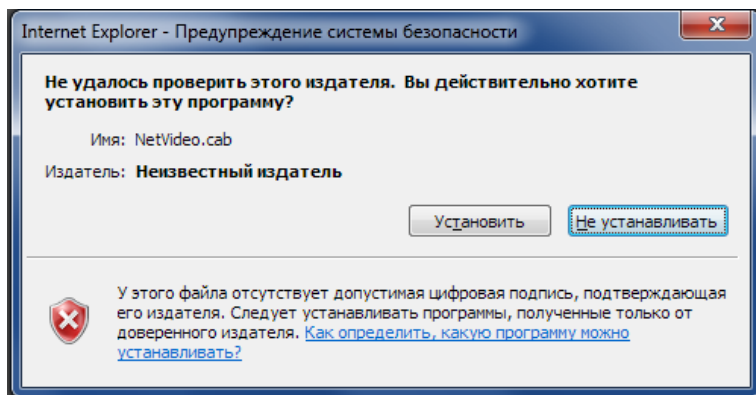 Internet Explorer - Предупреждение системы безопасности
Не удалось проверить этого издателя. Вы действительно хотите
установить эту программу?
Имя: NetVideo.cab
Издатель: Неизвестный издатель
Установить Не устанавливать
У этого файла отсутствует допустимая цифровая подпись, подтверждающая
его издателя. Следует устанавливать программы, полученные только от
доверенного издателя. Как определить, какую программу можно
устанавливать?